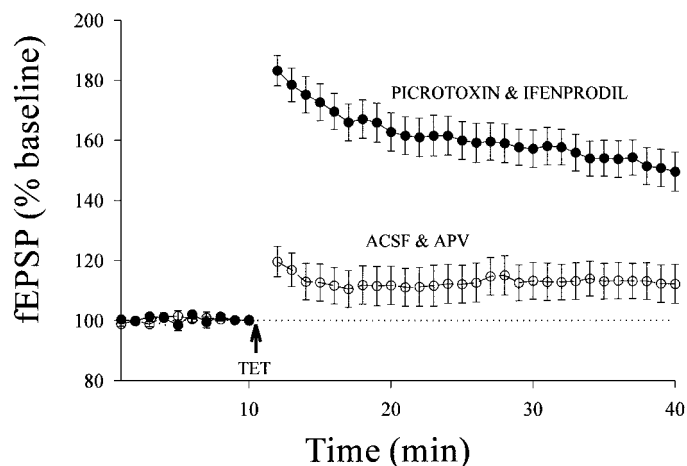 200
180
PICROTOXIN & IFENPRODIL
160
fEPSP (% baseline)
140
ACSF & APV
120
100
TET
80
10 20 30 40
Time (min)